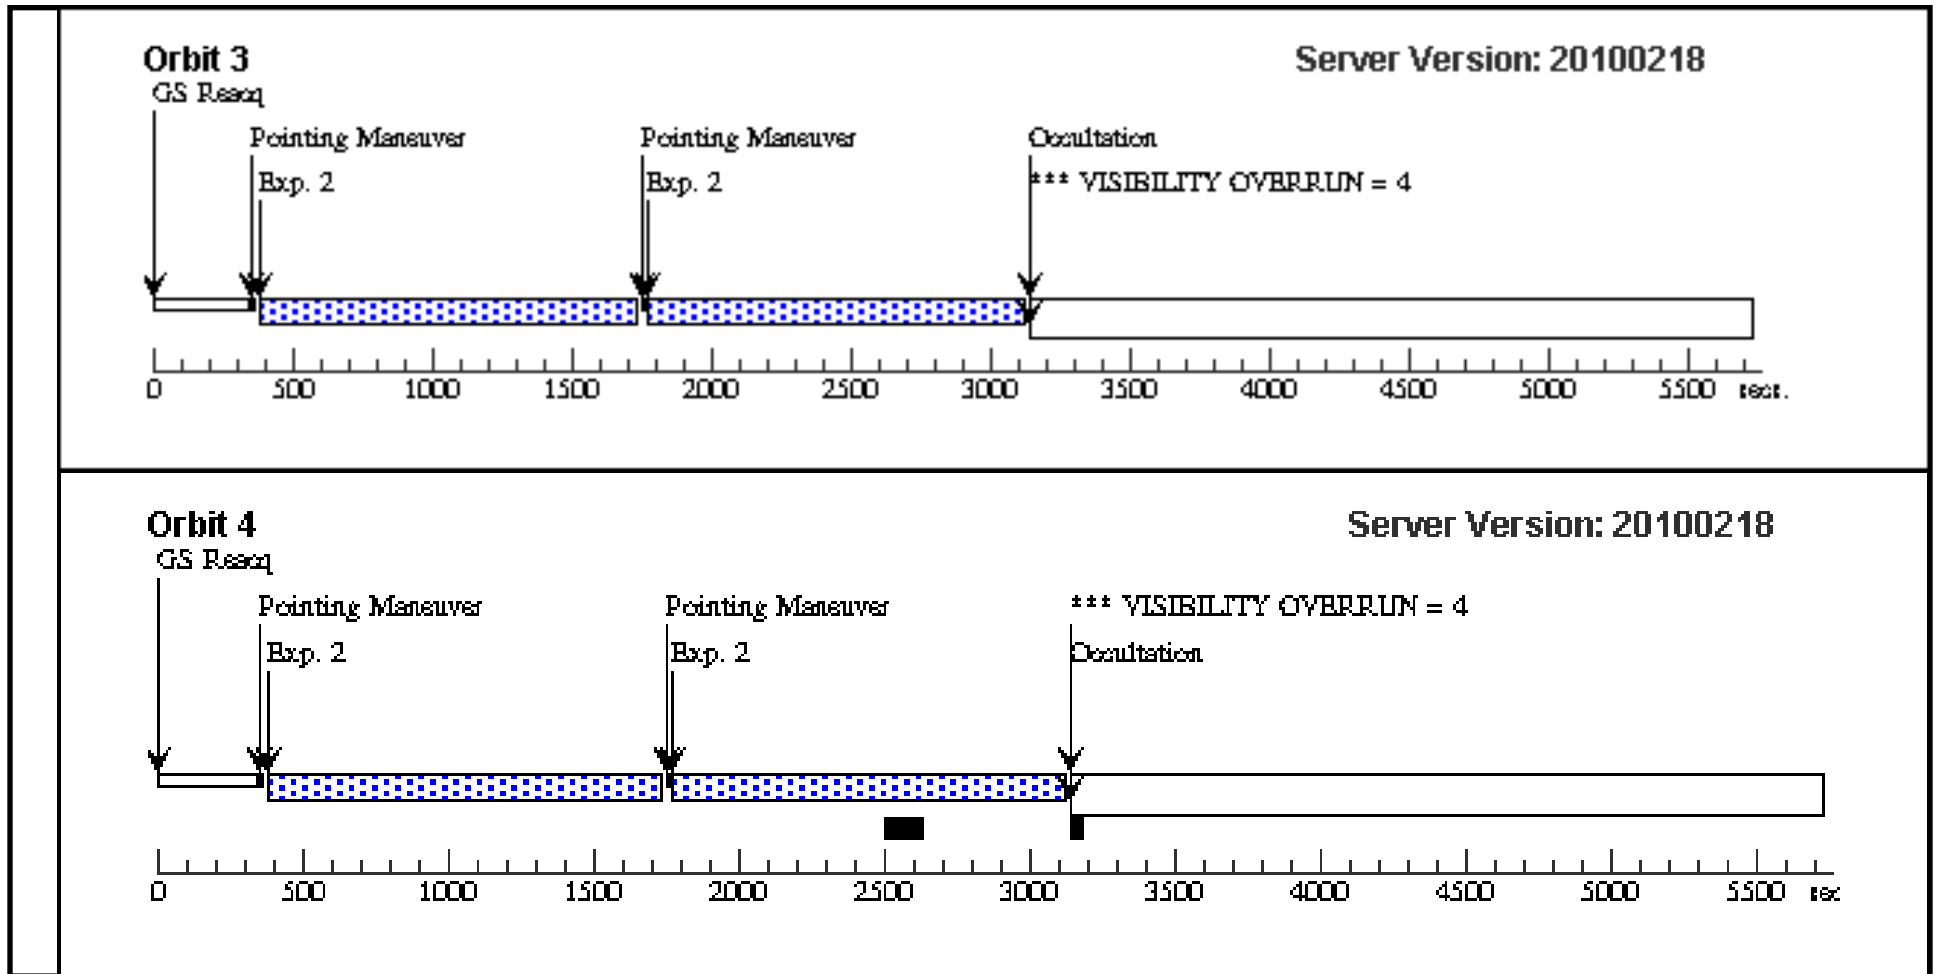 Orbit 3 Server Version: 20100218
GS Reacq
Pointing Maneuver Pointing Maneuver Occultation
Exp. 2 Exp. 2 *** VISIBILITY OVERRUN = 4
0 500 1000 1500 2000 2500 3000 3500 4000 4500 5000 5500 secs.
Orbit 4 Server Version: 20100218
GS Reacq
Pointing Maneuver Pointing Maneuver *** VISIBILITY OVERRUN = 4
Exp. 2 Exp. 2 Occultation
0 500 1000 1500 2000 2500 3000 3500 4000 4500 5000 5500 sec